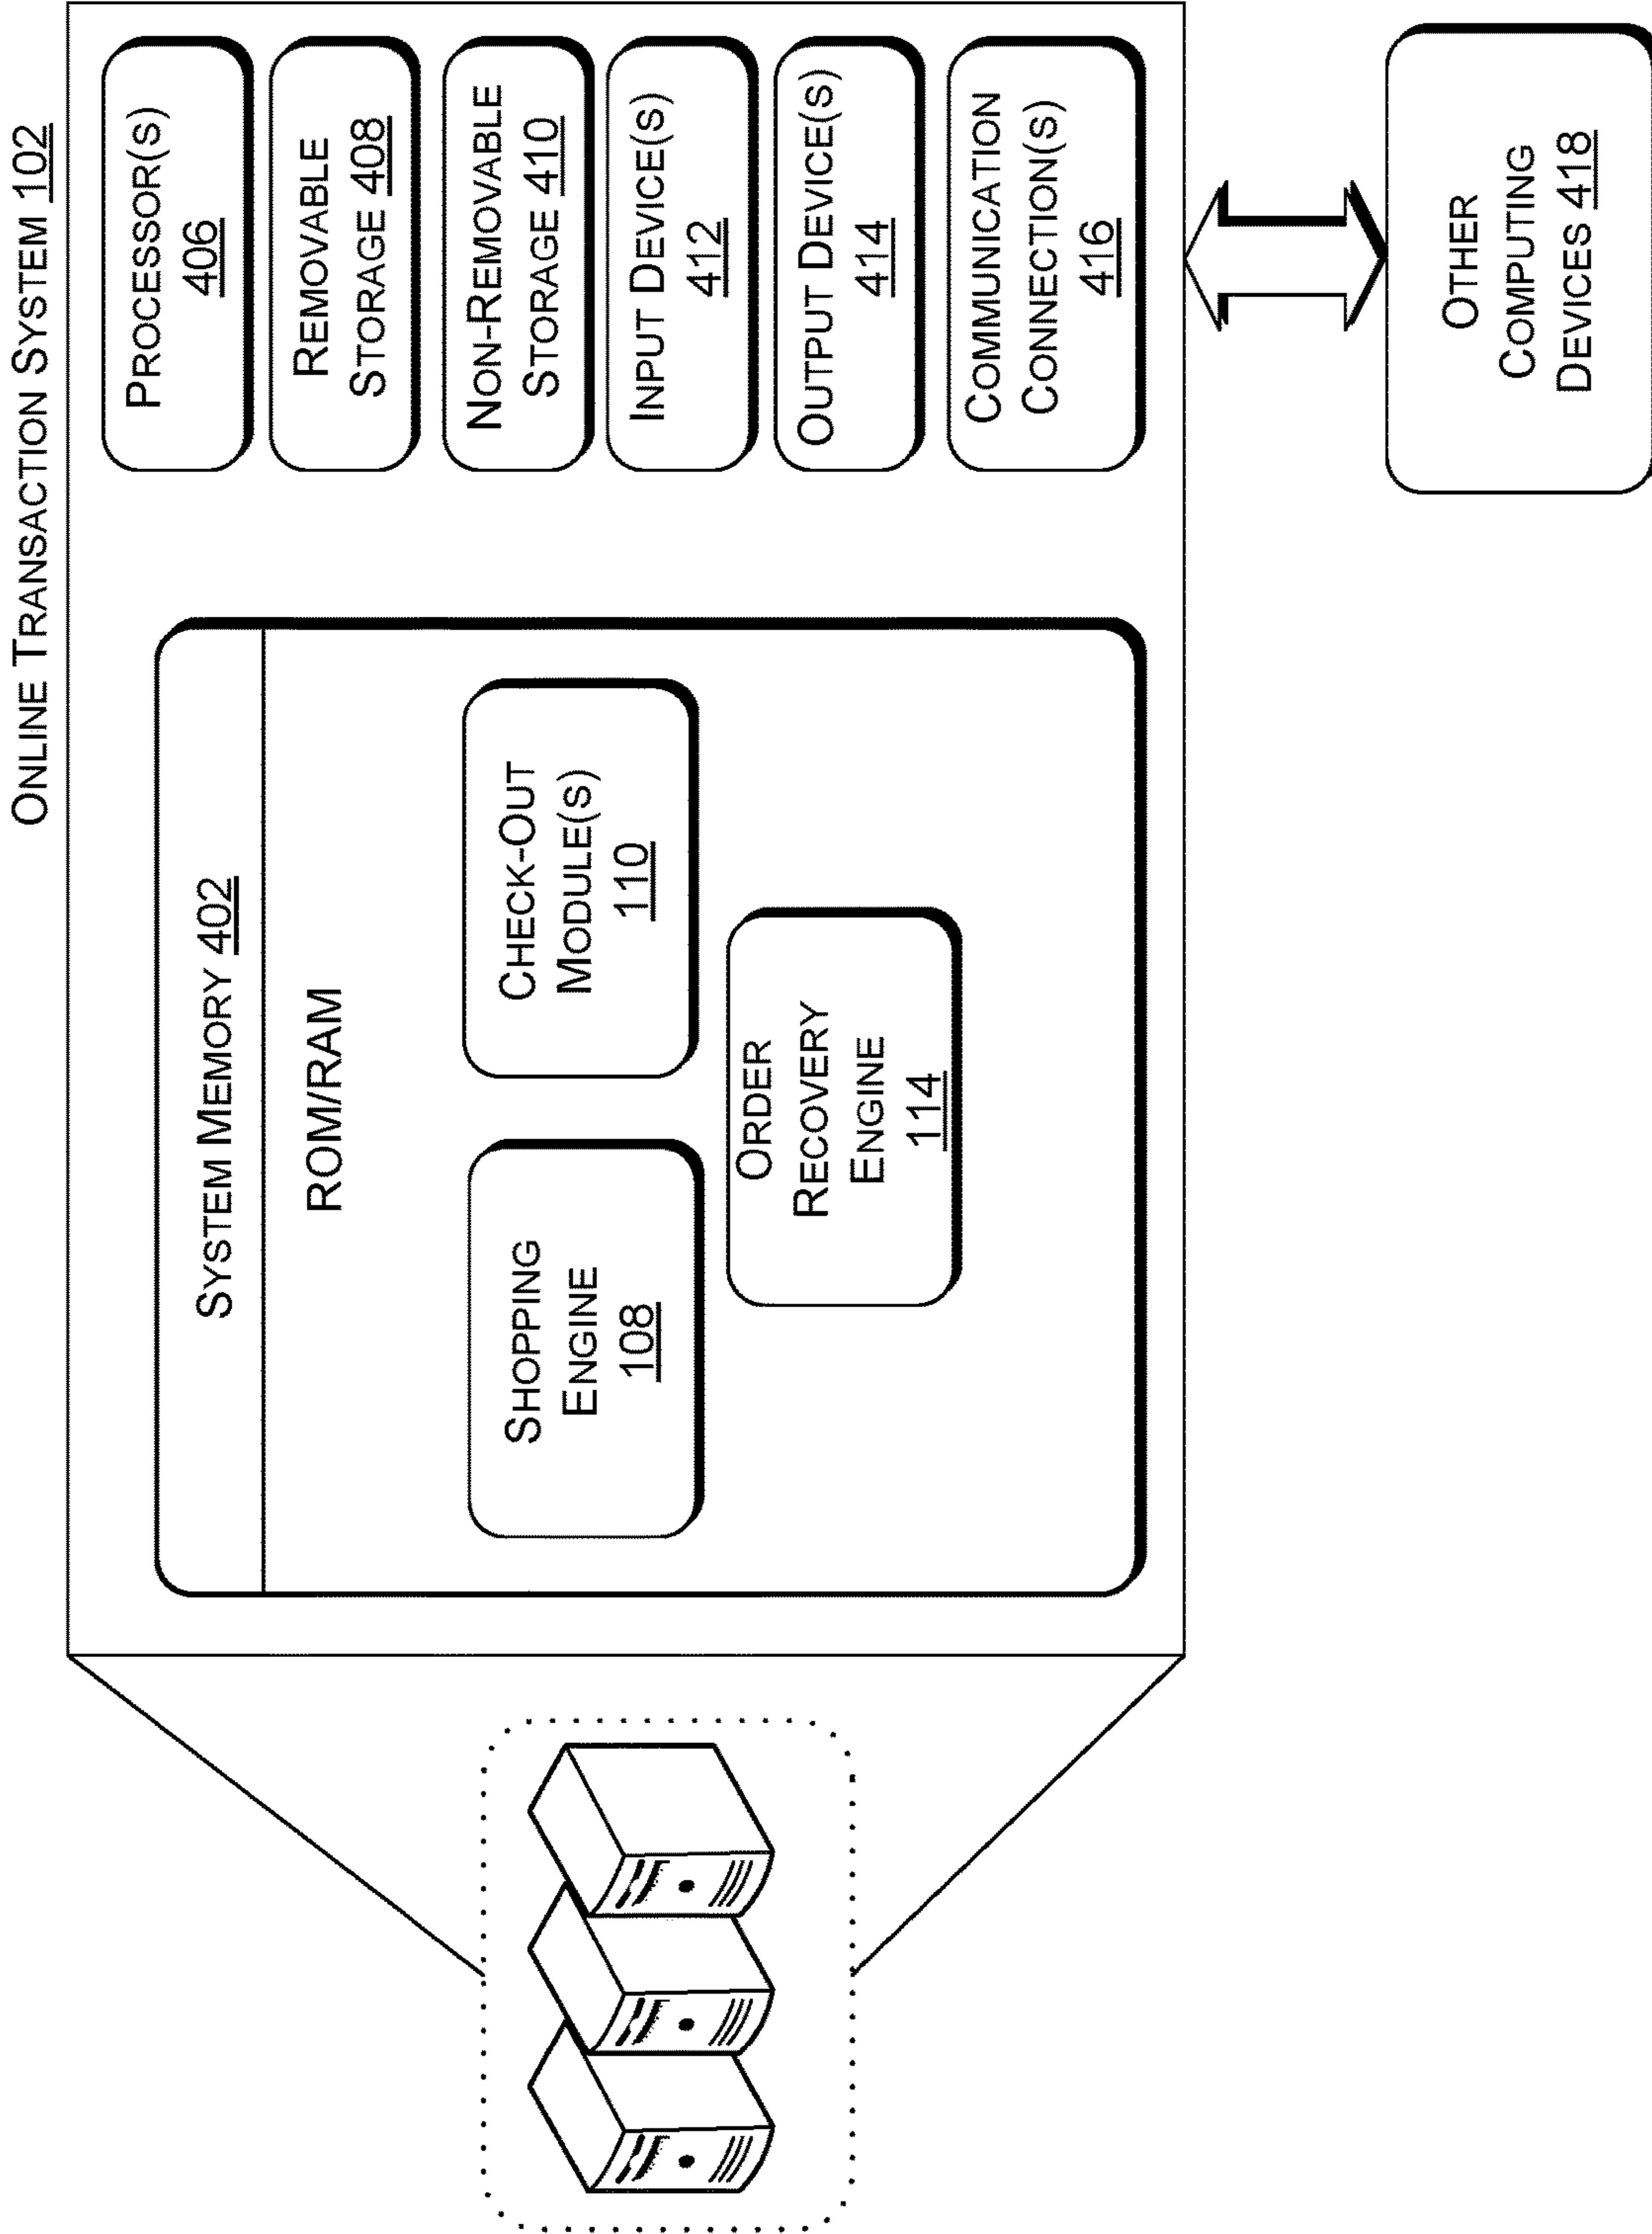 ONLINE TRANSACTION SYSTEM 102
SYSTEM MEMORY 402
ROM/RAM
SHOPPING
ENGINE
108
CHECK-OUT
MODULE(S)
110
ORDER
RECOVERY
ENGINE
114
PROCESSOR(S)
406
REMOVABLE
STORAGE 408
NON-REMOVABLE
STORAGE 410
INPUT DEVICE(S)
412
OUTPUT DEVICE(S)
414
COMMUNICATION
CONNECTION(S)
416
OTHER
COMPUTING
DEVICES 418